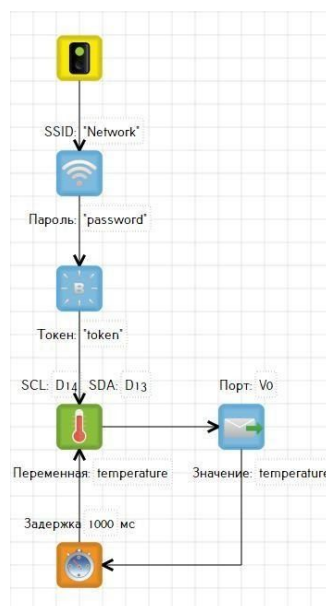 SSID: "Network"
Пароль: "password"
B
Токен: "token"
SCL: D14 SDA: D13 Порт: V0
Переменная: temperature Значение: temperature
Задержка 1000 мс